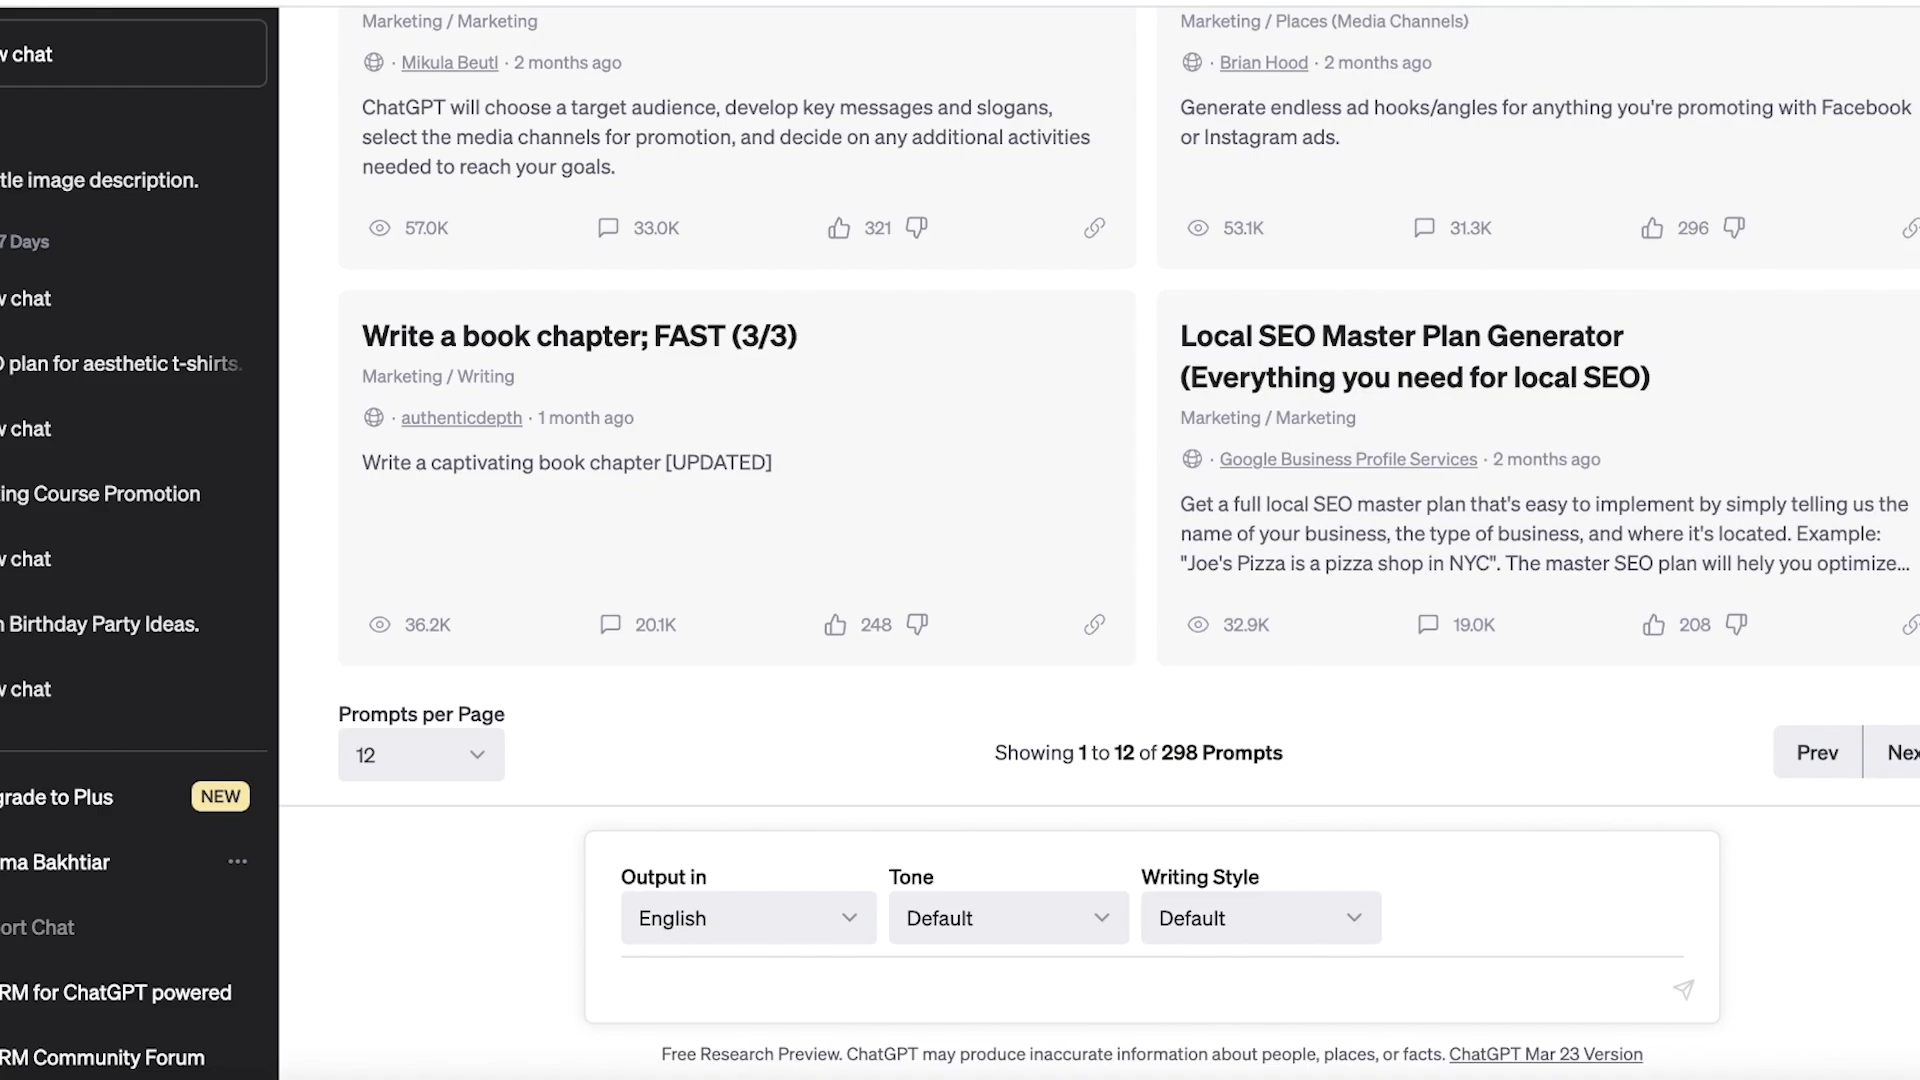 w chat
tle image description.
7 Days
w chat
O plan for aesthetic t-shirts.
w chat
ing Course Promotion
w chat
n Birthday Party Ideas.
w chat
grade to Plus NEW
ma Bakhtiar ...
ort Chat
RM for ChatGPT powered
RM Community Forum
Marketing / Marketing
· Mikula Beutl · 2 months ago
ChatGPT will choose a target audience, develop key messages and slogans,
select the media channels for promotion, and decide on any additional activities
needed to reach your goals.
57.0K 33.0K 321
Marketing / Places (Media Channels)
· Brian Hood · 2 months ago
Generate endless ad hooks/angles for anything you're promoting with Facebook
or Instagram ads.
53.1K 31.3K 296
Write a book chapter; FAST (3/3)
Marketing / Writing
· authenticdepth · 1 month ago
Write a captivating book chapter [UPDATED]
36.2K 20.1K 248
Local SEO Master Plan Generator
(Everything you need for local SEO)
Marketing / Marketing
· Google Business Profile Services · 2 months ago
Get a full local SEO master plan that's easy to implement by simply telling us the
name of your business, the type of business, and where it's located. Example:
"Joe's Pizza is a pizza shop in NYC". The master SEO plan will hely you optimize...
32.9K 19.0K 208
Prompts per Page
12
Showing 1 to 12 of 298 Prompts
Prev Nex
Output in Tone Writing Style
English Default Default
Free Research Preview. ChatGPT may produce inaccurate information about people, places, or facts. ChatGPT Mar 23 Version